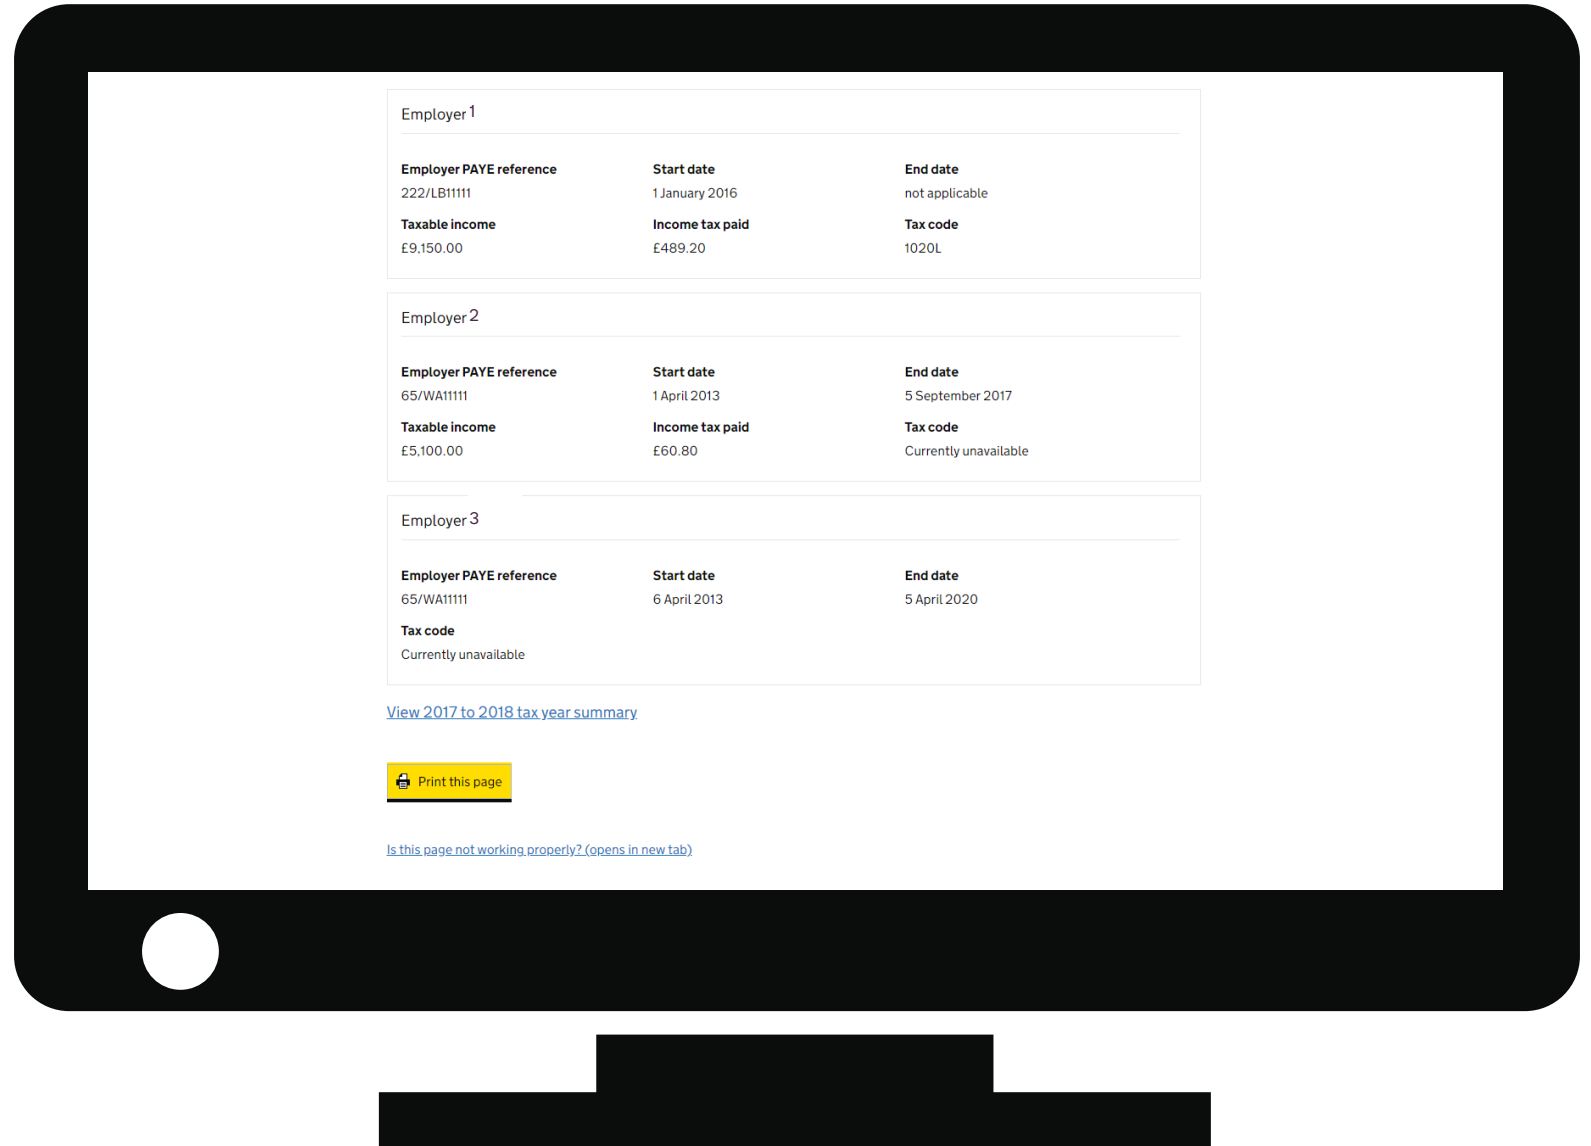 Employer 1
Employer PAYE reference Start date End date
222/LB11111 1 January 2016 not applicable
Taxable income Income tax paid Tax code
£9,150.00 £489.20 1020L
Employer 2
Employer PAYE reference Start date End date
65/WA11111 1 April 2013 5 September 2017
Taxable income Income tax paid Tax code
£5,100.00 £60.80 Currently unavailable
Employer 3
Employer PAYE reference Start date End date
65/WA11111 6 April 2013 5 April 2020
Tax code
Currently unavailable
View 2017 to 2018 tax year summary
Print this page
Is this page not working properly? (opens in new tab)